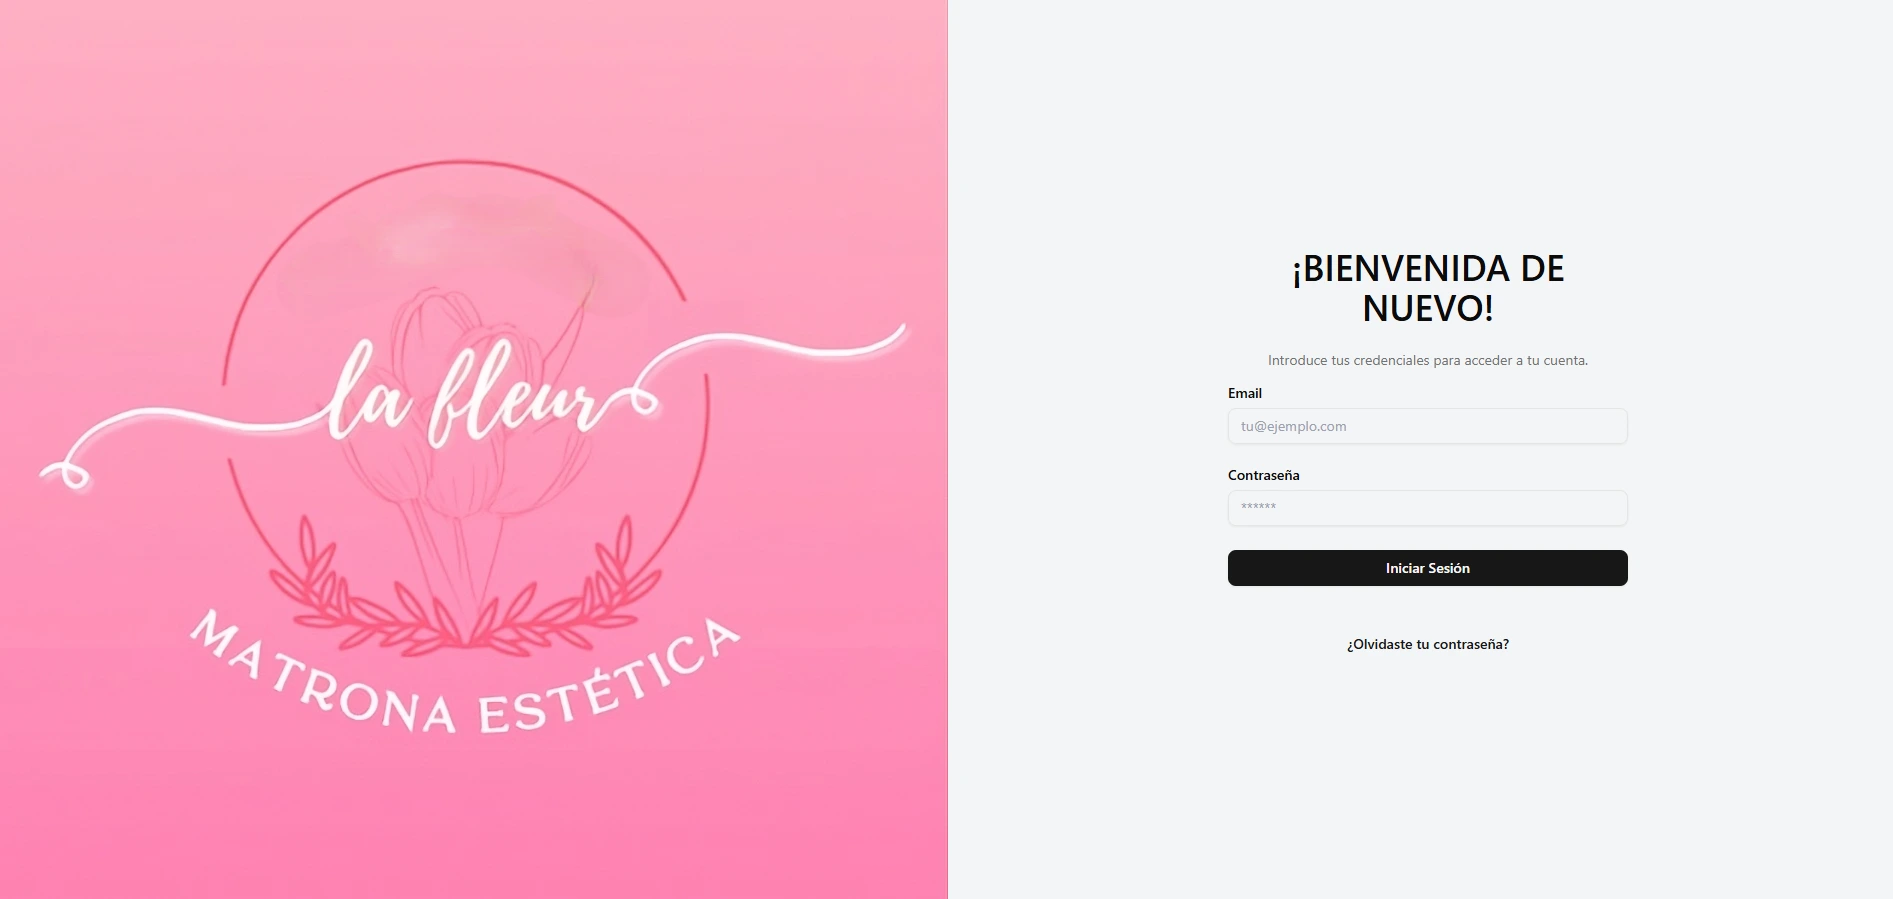 la fleur
MATRONA ESTÉTICA
¡BIENVENIDA DE
NUEVO!
Introduce tus credenciales para acceder a tu cuenta.
Email
tu@ejemplo.com
Contraseña
******
Iniciar Sesión
¿Olvidaste tu contraseña?